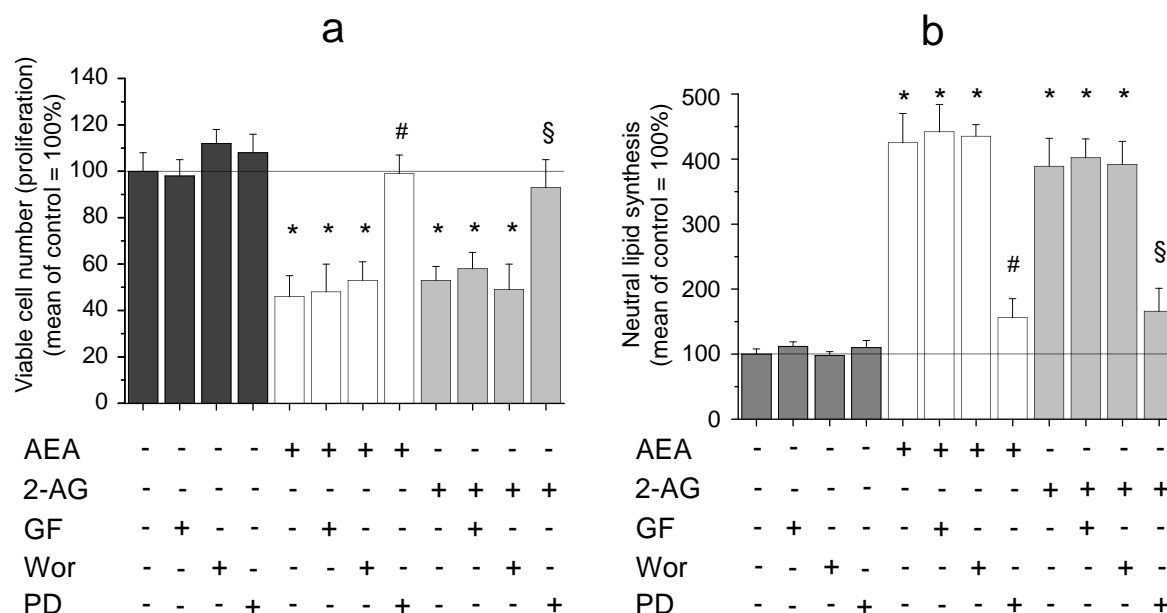 a
b
Viable cell number (proliferation)
(mean of control = 100%)
140
120
100
80
60
40
20
0
* * * # * * * §
Neutral lipid synthesis
(mean of control = 100%)
500
400
300
200
100
0
* * * # * * * §
AEA - - - - + + + + - - - -
2-AG - - - - - - - - + + + +
GF - + - - - + - - - + - -
Wor - - + - - - + - - - + -
PD - - - + - - - + - - - +
AEA - - - - + + + + - - - -
2-AG - - - - - - - - + + + +
GF - + - - - + - - - + - -
Wor - - + - - - + - - - + -
PD - - - + - - - + - - - +